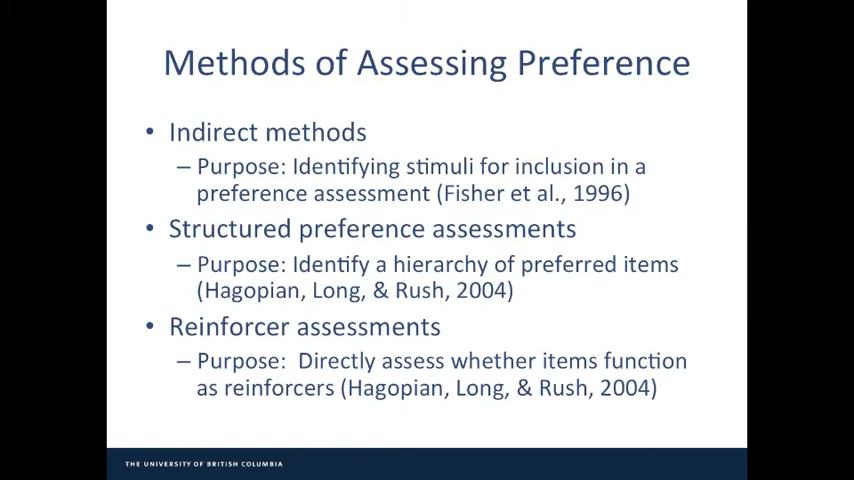 Methods of Assessing Preference
• Indirect methods
– Purpose: Identifying stimuli for inclusion in a
preference assessment (Fisher et al., 1996)
• Structured preference assessments
– Purpose: Identify a hierarchy of preferred items
(Hagopian, Long, & Rush, 2004)
• Reinforcer assessments
– Purpose:  Directly assess whether items function
as reinforcers (Hagopian, Long, & Rush, 2004)
THE UNIVERSITY OF BRITISH COLUMBIA